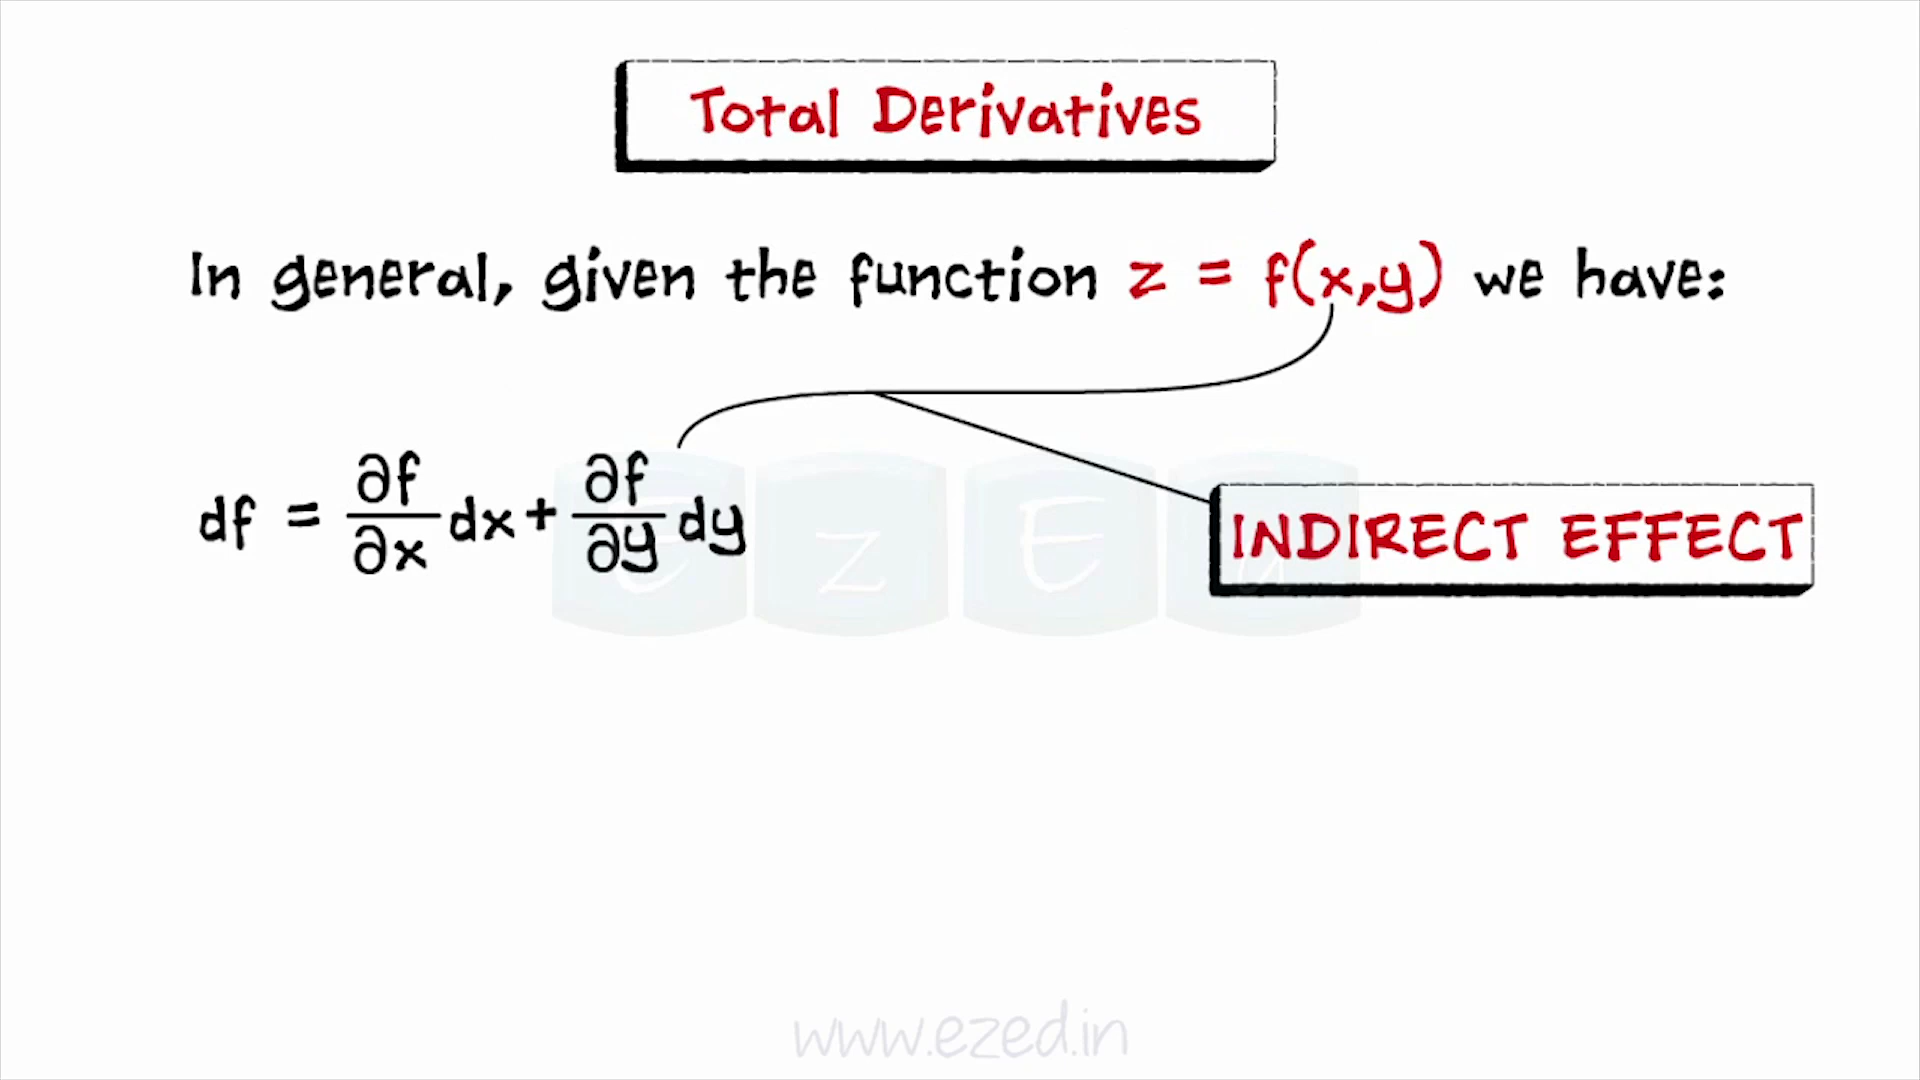 Total Derivatives
In general, given the function z = f(x,y) we have:
df = ∂f/∂x dx + ∂f/∂y dy
INDIRECT EFFECT
E z E d
www.ezed.in